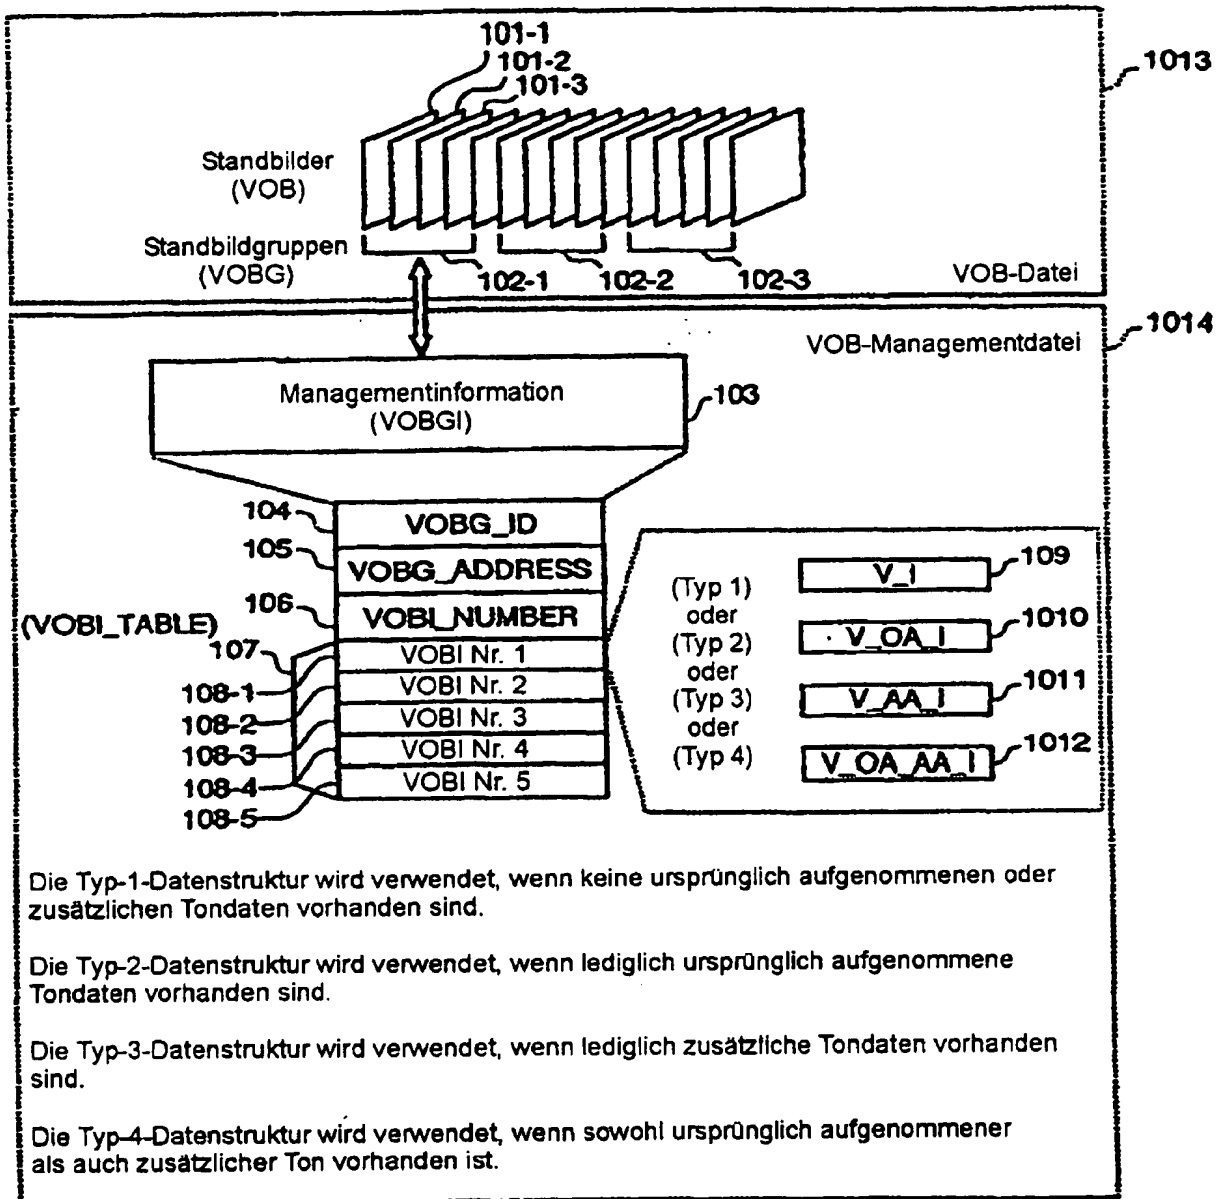 101-1
101-2
101-3
1013
Standbilder
(VOB)
Standbildgruppen
(VOBG)
102-1
102-2
102-3
VOB-Datei
1014
VOB-Managementdatei
Managementinformation
(VOBGI)
103
104
VOBG_ID
105
VOBG_ADDRESS
106
VOBI_NUMBER
(VOBI_TABLE)
107
VOBI Nr. 1
108-1
VOBI Nr. 2
108-2
VOBI Nr. 3
108-3
VOBI Nr. 4
108-4
VOBI Nr. 5
108-5
(Typ 1)
oder
(Typ 2)
oder
(Typ 3)
oder
(Typ 4)
V_I
109
V_OA_I
1010
V_AA_I
1011
V_OA_AA_I
1012
Die Typ-1-Datenstruktur wird verwendet, wenn keine ursprünglich aufgenommenen oder
zusätzlichen Tondaten vorhanden sind.
Die Typ-2-Datenstruktur wird verwendet, wenn lediglich ursprünglich aufgenommene
Tondaten vorhanden sind.
Die Typ-3-Datenstruktur wird verwendet, wenn lediglich zusätzliche Tondaten vorhanden
sind.
Die Typ-4-Datenstruktur wird verwendet, wenn sowohl ursprünglich aufgenommener
als auch zusätzlicher Ton vorhanden ist.